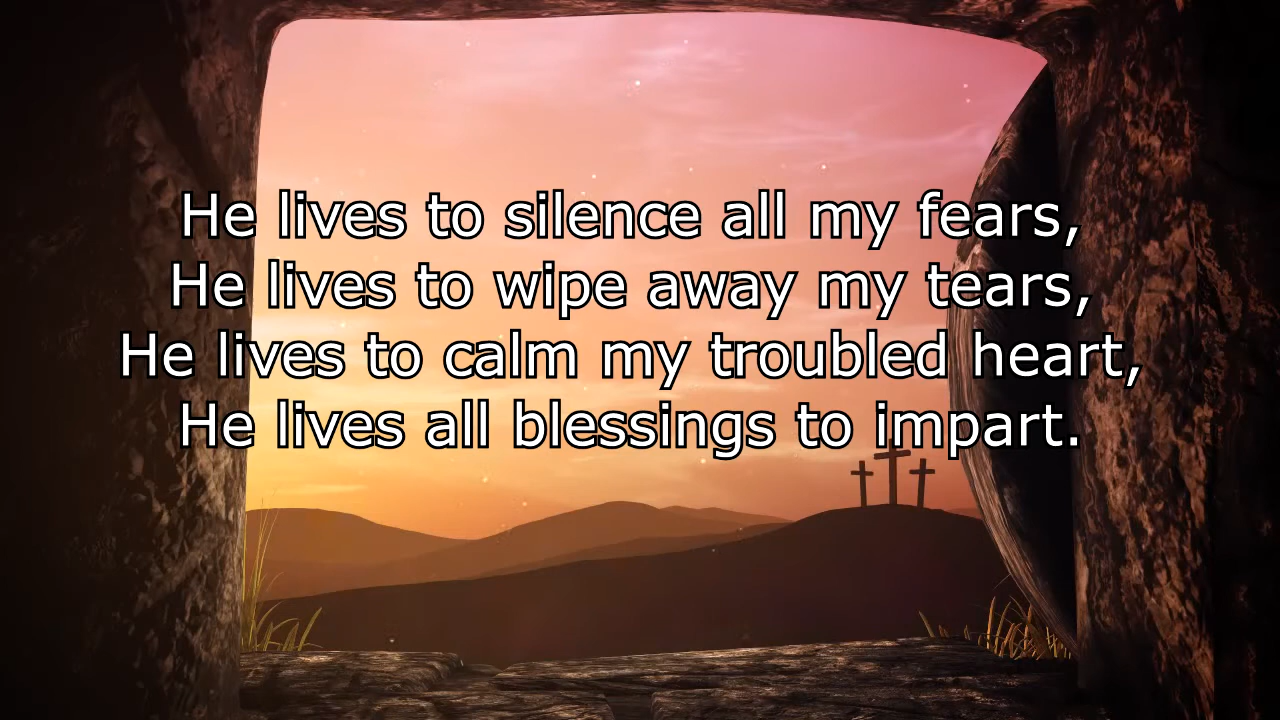 He lives to silence all my fears,
He lives to wipe away my tears,
He lives to calm my troubled heart,
He lives all blessings to impart.